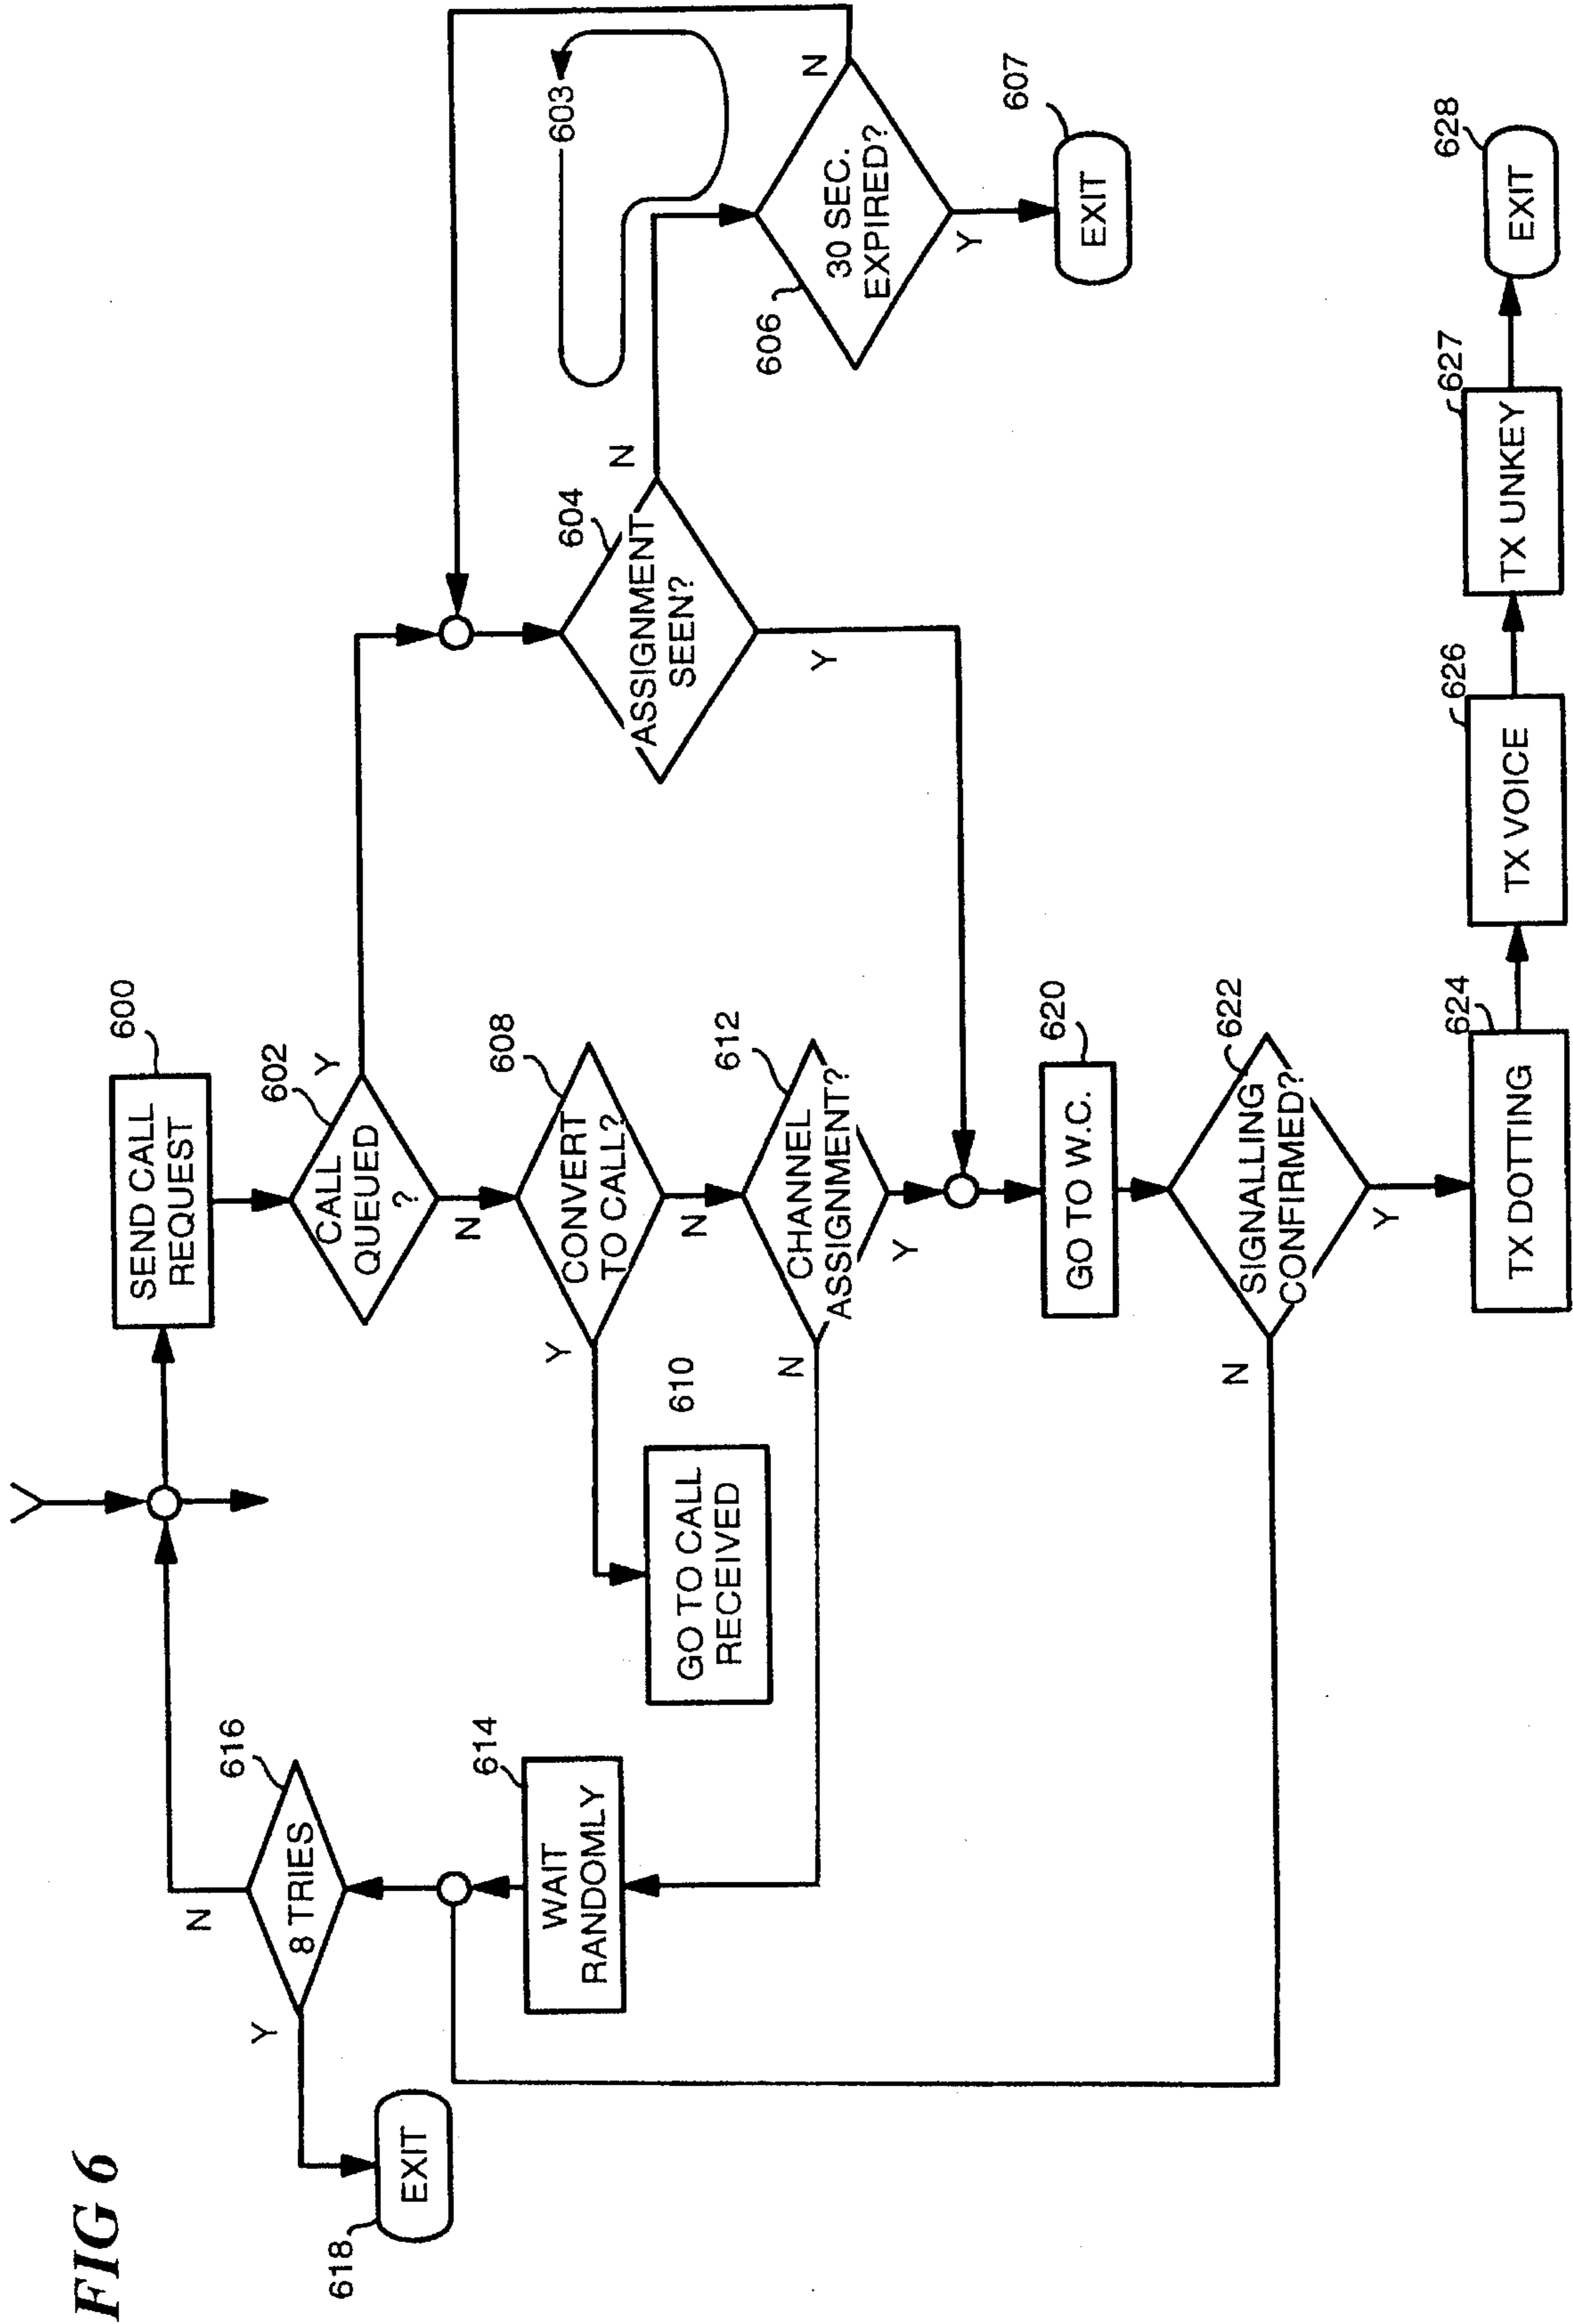 FIG 6
600
SEND CALL
REQUEST
602
CALL
QUEUED
?
Y
N
603
604
ASSIGNMENT
SEEN?
N
Y
606
30 SEC.
EXPIRED?
N
Y
607
EXIT
608
CONVERT
TO CALL?
Y
N
610
GO TO CALL
RECEIVED
612
CHANNEL
ASSIGNMENT?
N
Y
614
WAIT
RANDOMLY
616
8 TRIES
N
Y
618
EXIT
620
GO TO W.C.
622
SIGNALLING
CONFIRMED?
N
Y
624
TX DOTTING
626
TX VOICE
627
TX UNKEY
628
EXIT